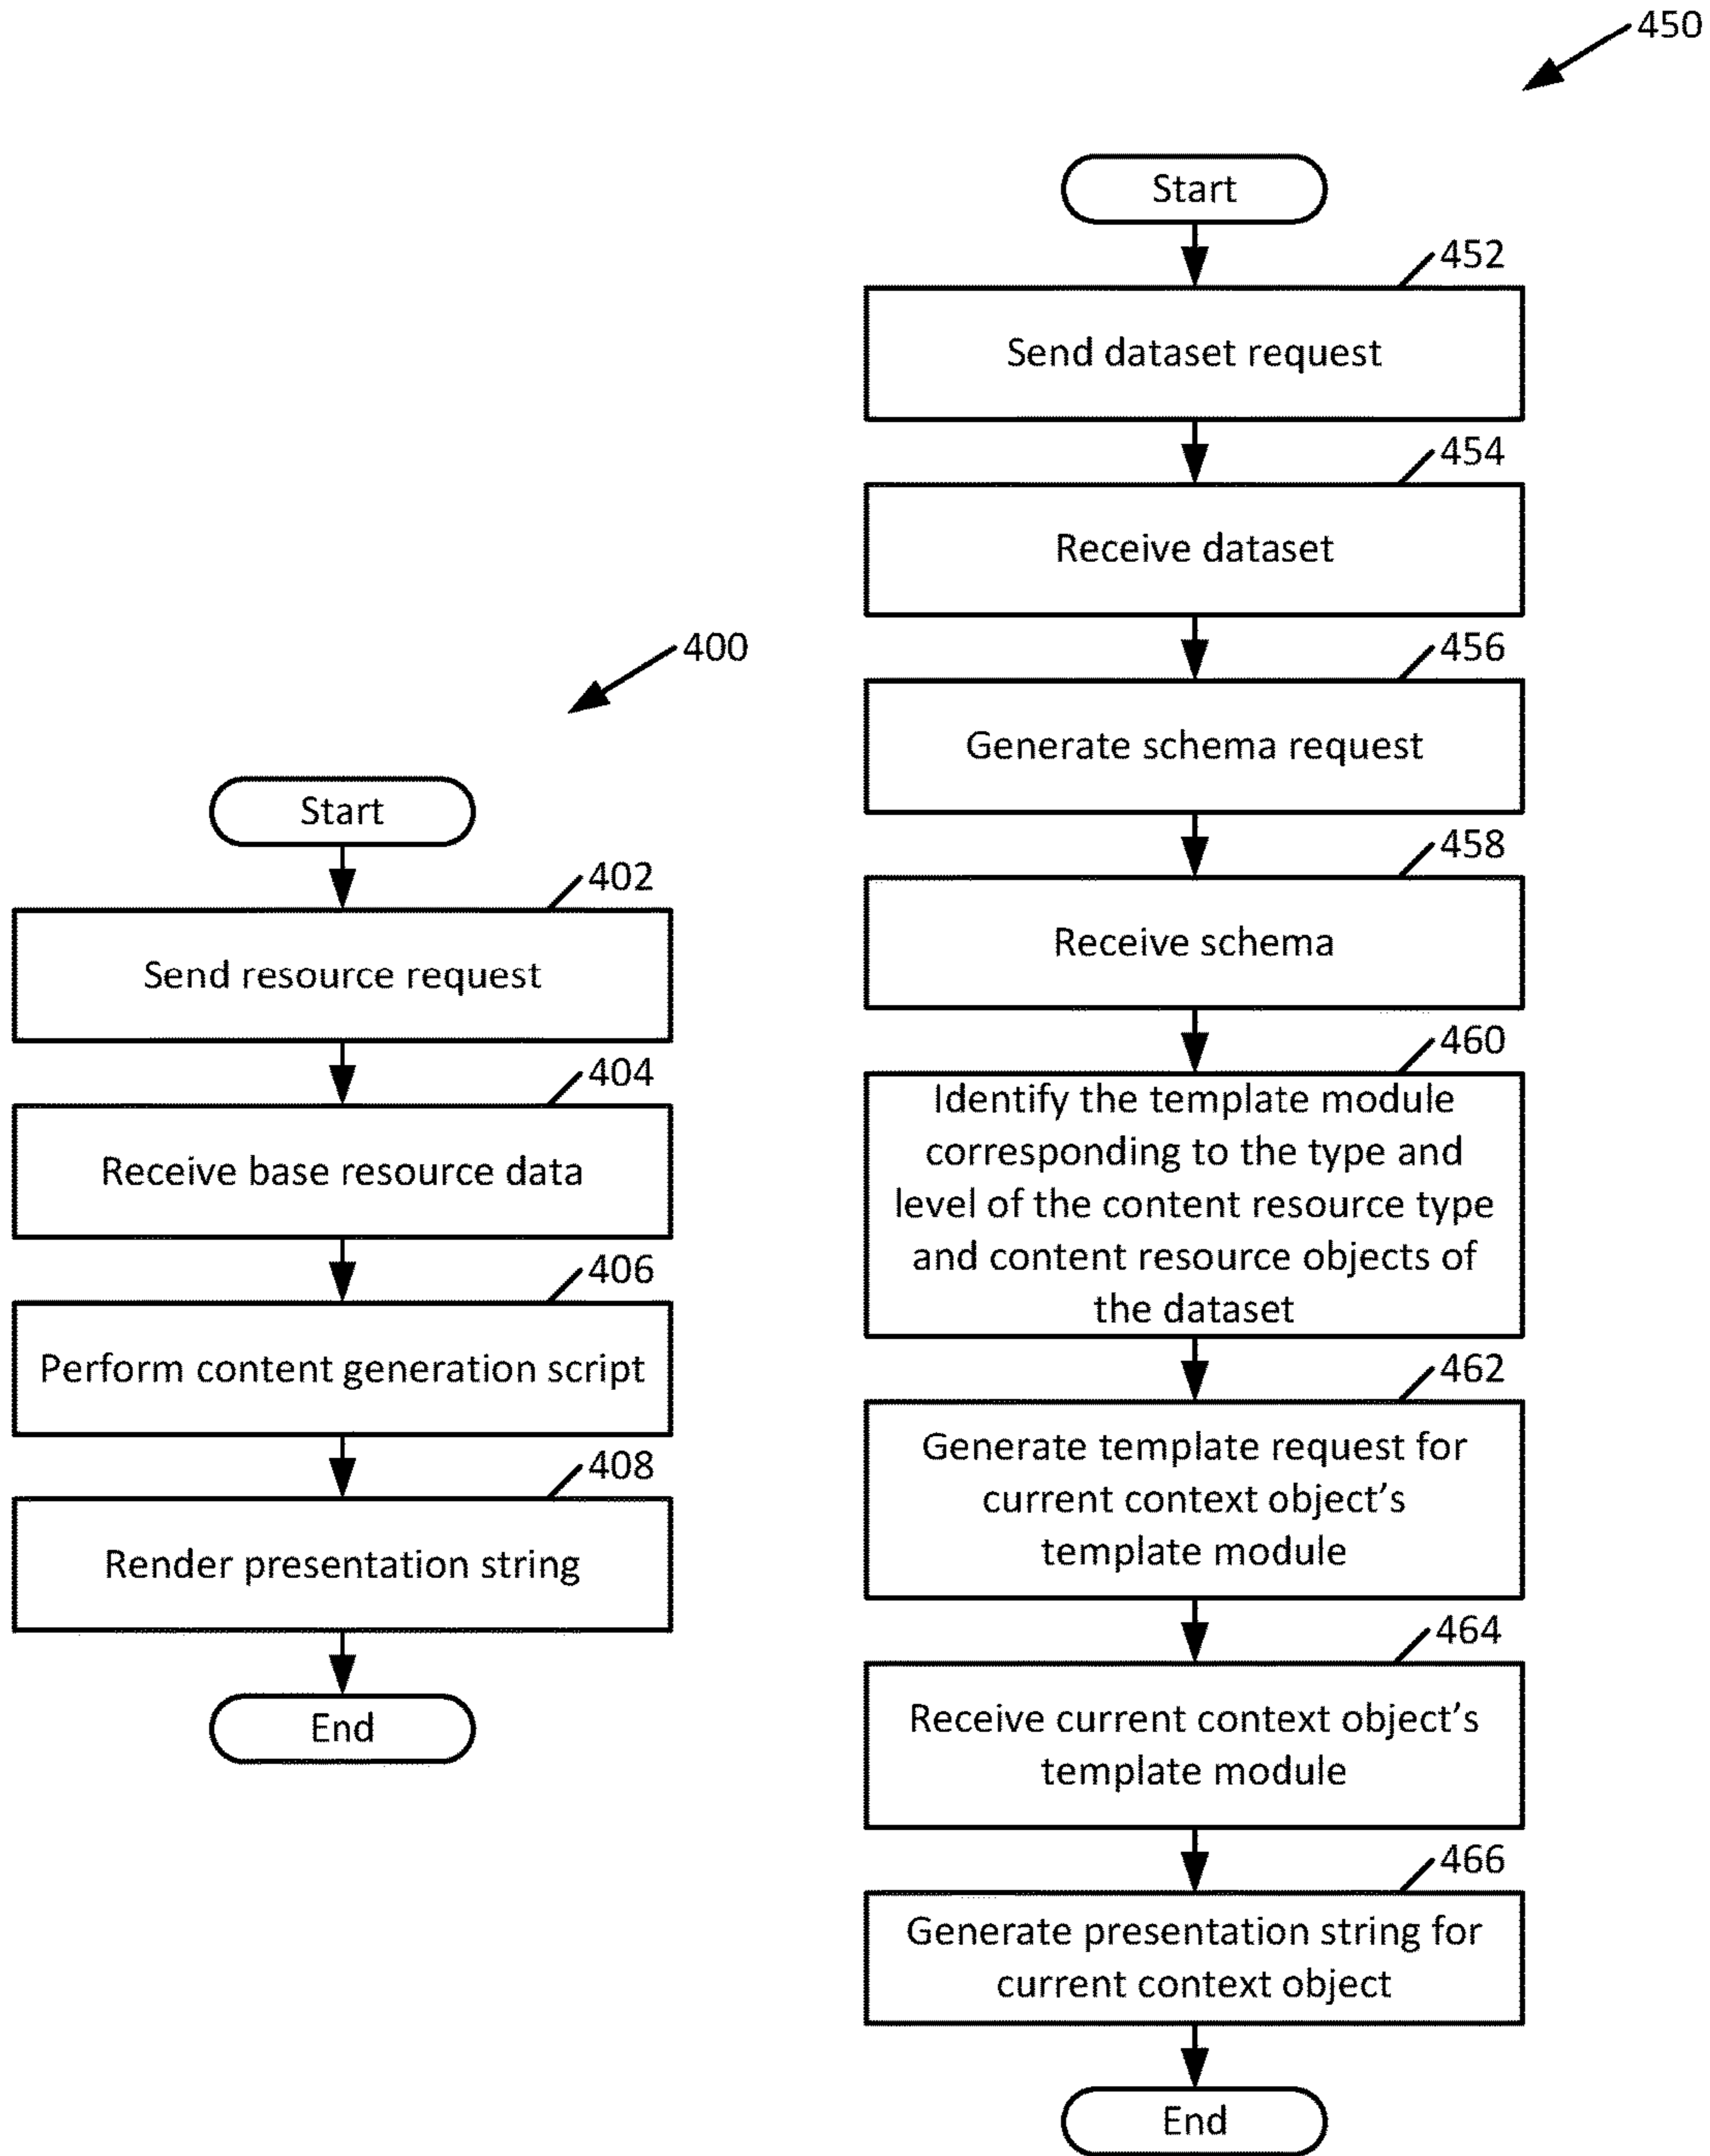 450
Start
452
Send dataset request
454
Receive dataset
456
Generate schema request
458
Receive schema
460
Identify the template module
corresponding to the type and
level of the content resource type
and content resource objects of
the dataset
462
Generate template request for
current context object’s
template module
464
Receive current context object’s
template module
466
Generate presentation string for
current context object
End
400
Start
402
Send resource request
404
Receive base resource data
406
Perform content generation script
408
Render presentation string
End